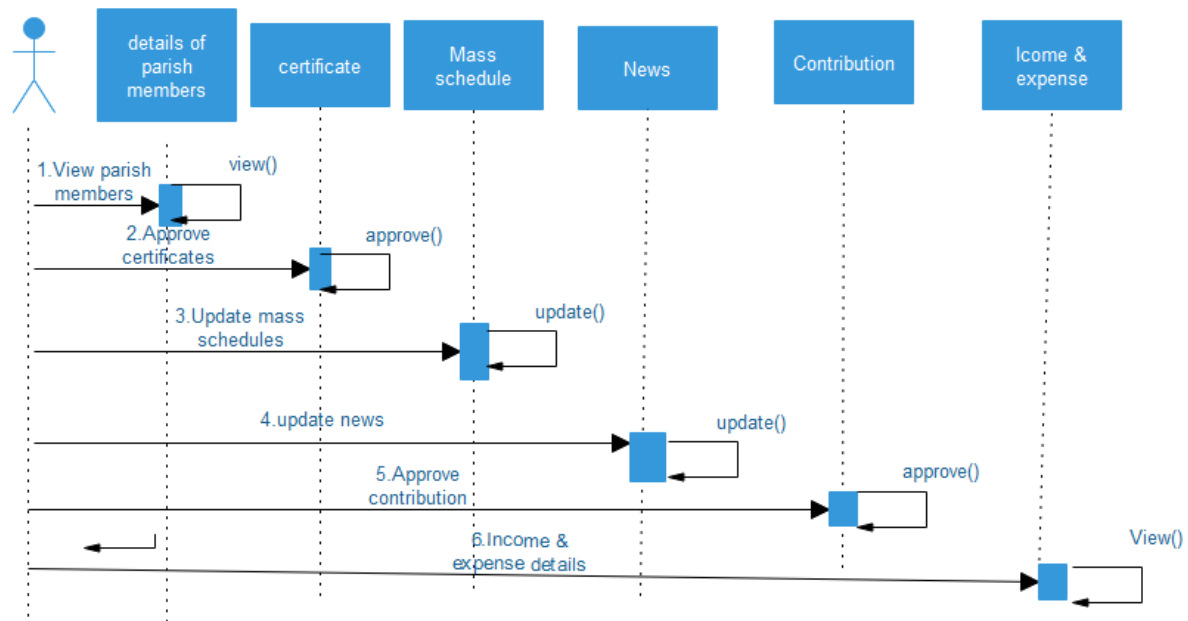 details of
parish
members
certificate
Mass
schedule
News
Contribution
Icome &
expense
1.View parish
members
view()
2.Approve
certificates
approve()
3.Update mass
schedules
update()
4.update news
update()
5.Approve
contribution
approve()
6.Income &
expense details
View()